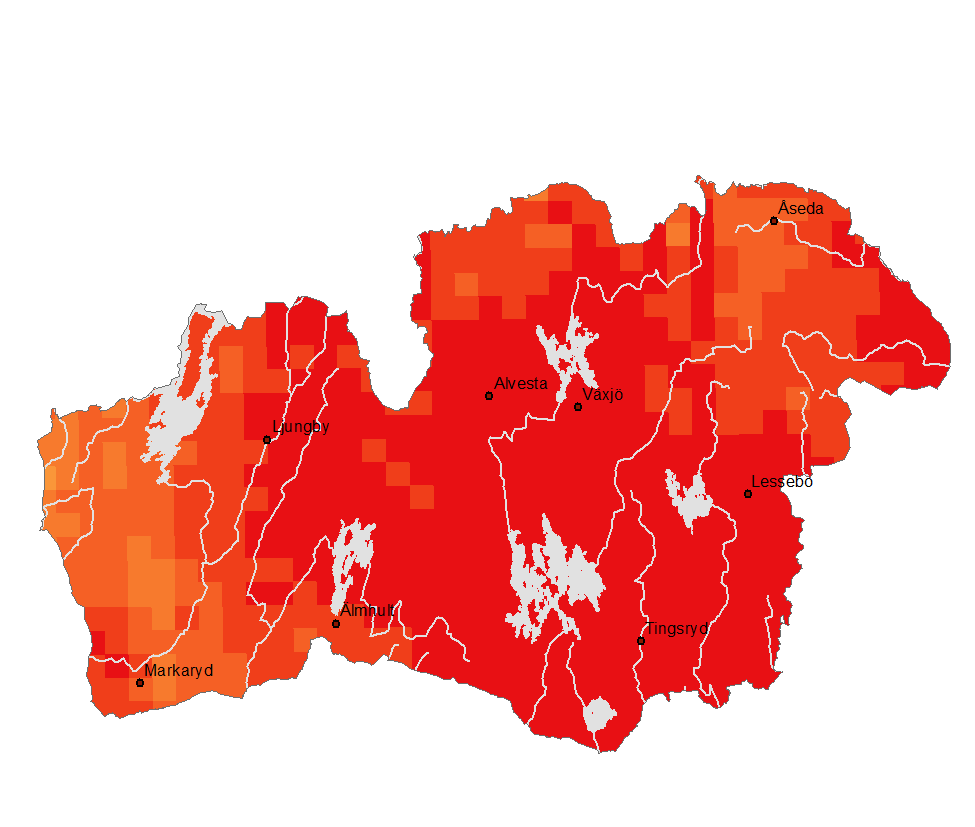 Åseda
Alvesta
Växjö
Ljungby
Lessebo
Älmhult
Tingsryd
Markaryd